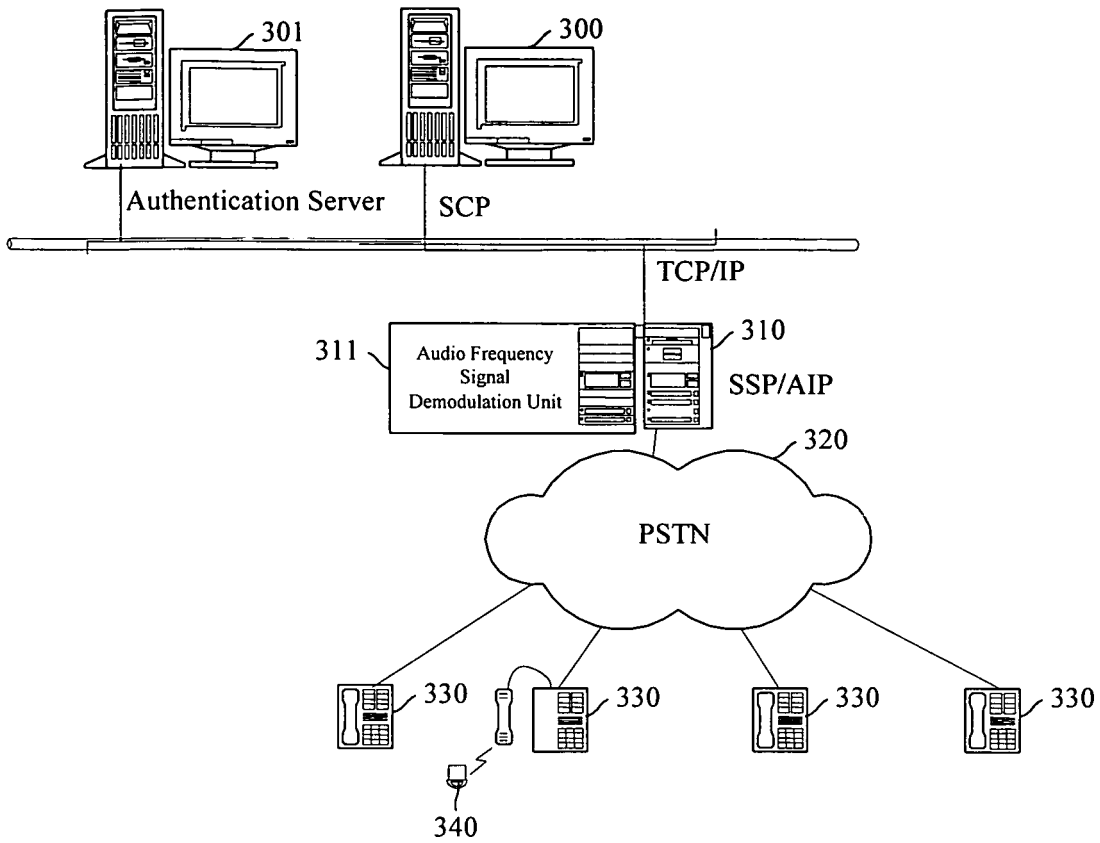 301
300
Authentication Server
SCP
TCP/IP
311
Audio Frequency
Signal
Demodulation Unit
310
SSP/AIP
320
PSTN
330
330
330
330
340